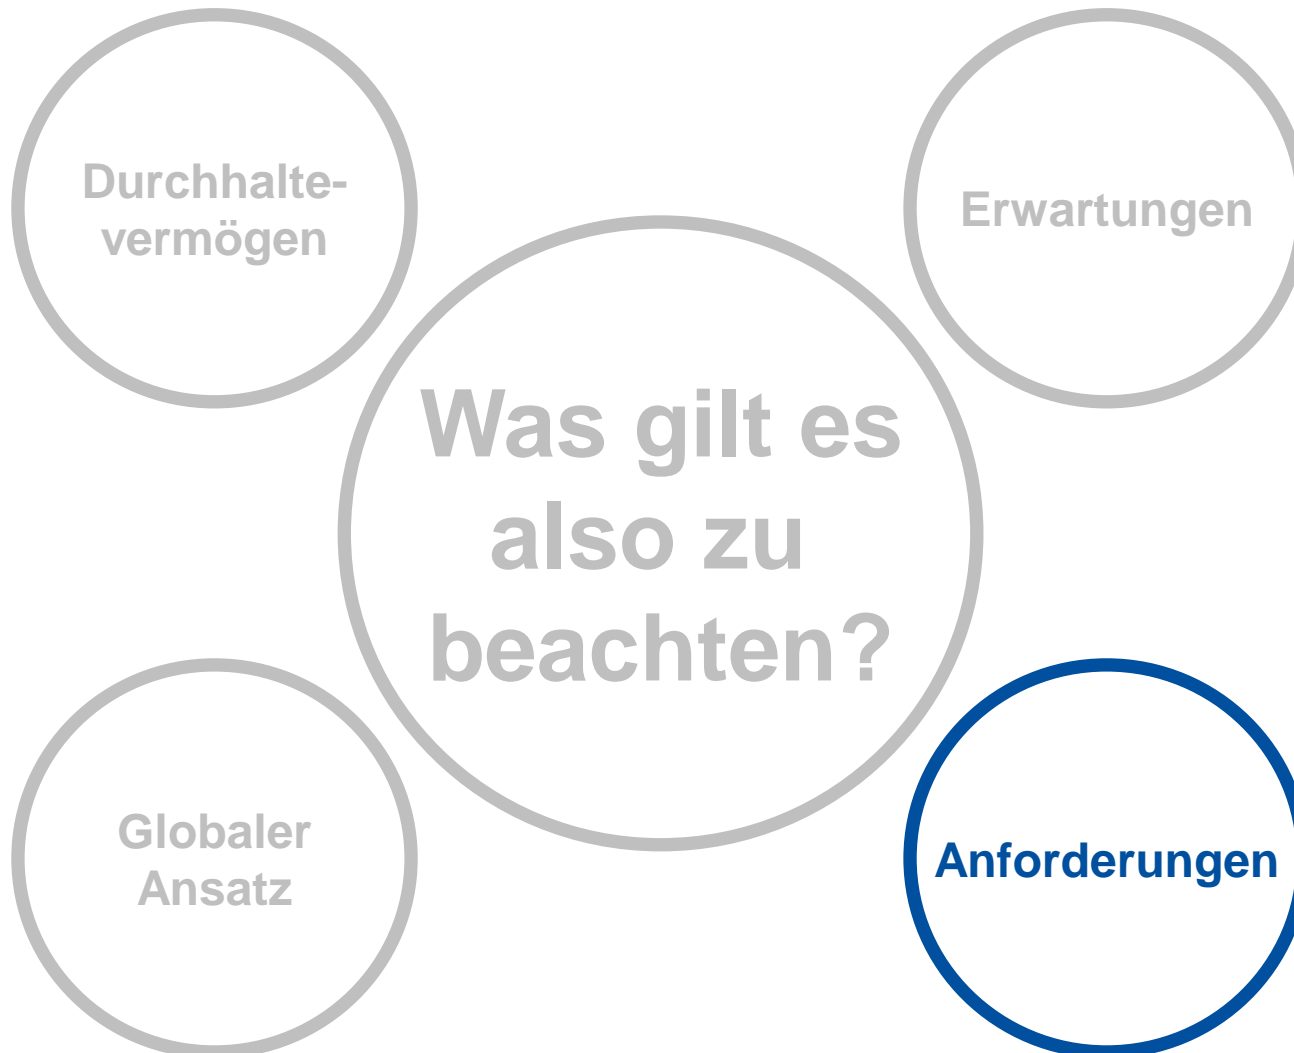 Durchhalte-
vermögen
Erwartungen
Was gilt es
also zu
beachten?
Globaler
Ansatz
Anforderungen